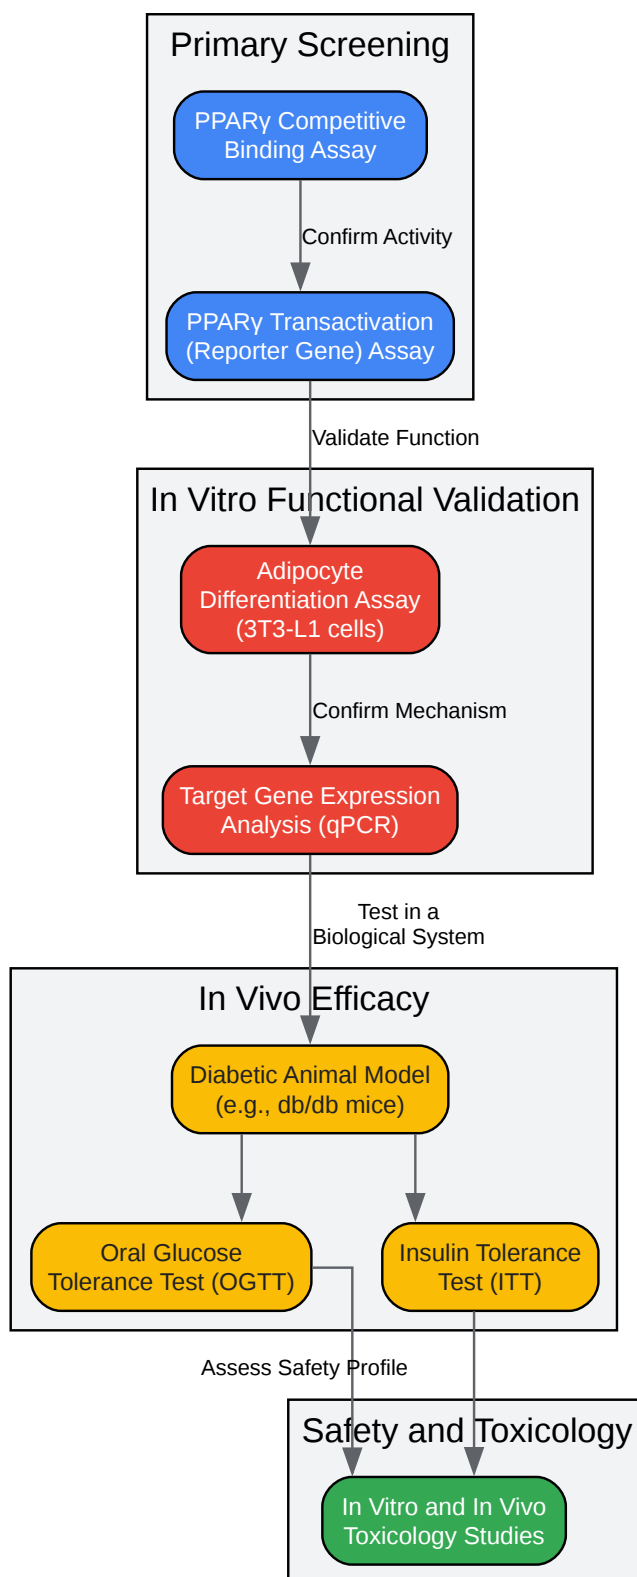 Primary Screening
PPARγ Competitive
Binding Assay
Confirm Activity
PPARγ Transactivation
(Reporter Gene) Assay
Validate Function
In Vitro Functional Validation
Adipocyte
Differentiation Assay
(3T3-L1 cells)
Confirm Mechanism
Target Gene Expression
Analysis (qPCR)
Test in a
Biological System
In Vivo Efficacy
Diabetic Animal Model
(e.g., db/db mice)
Oral Glucose
Tolerance Test (OGTT)
Insulin Tolerance
Test (ITT)
Assess Safety Profile
Safety and Toxicology
In Vitro and In Vivo
Toxicology Studies